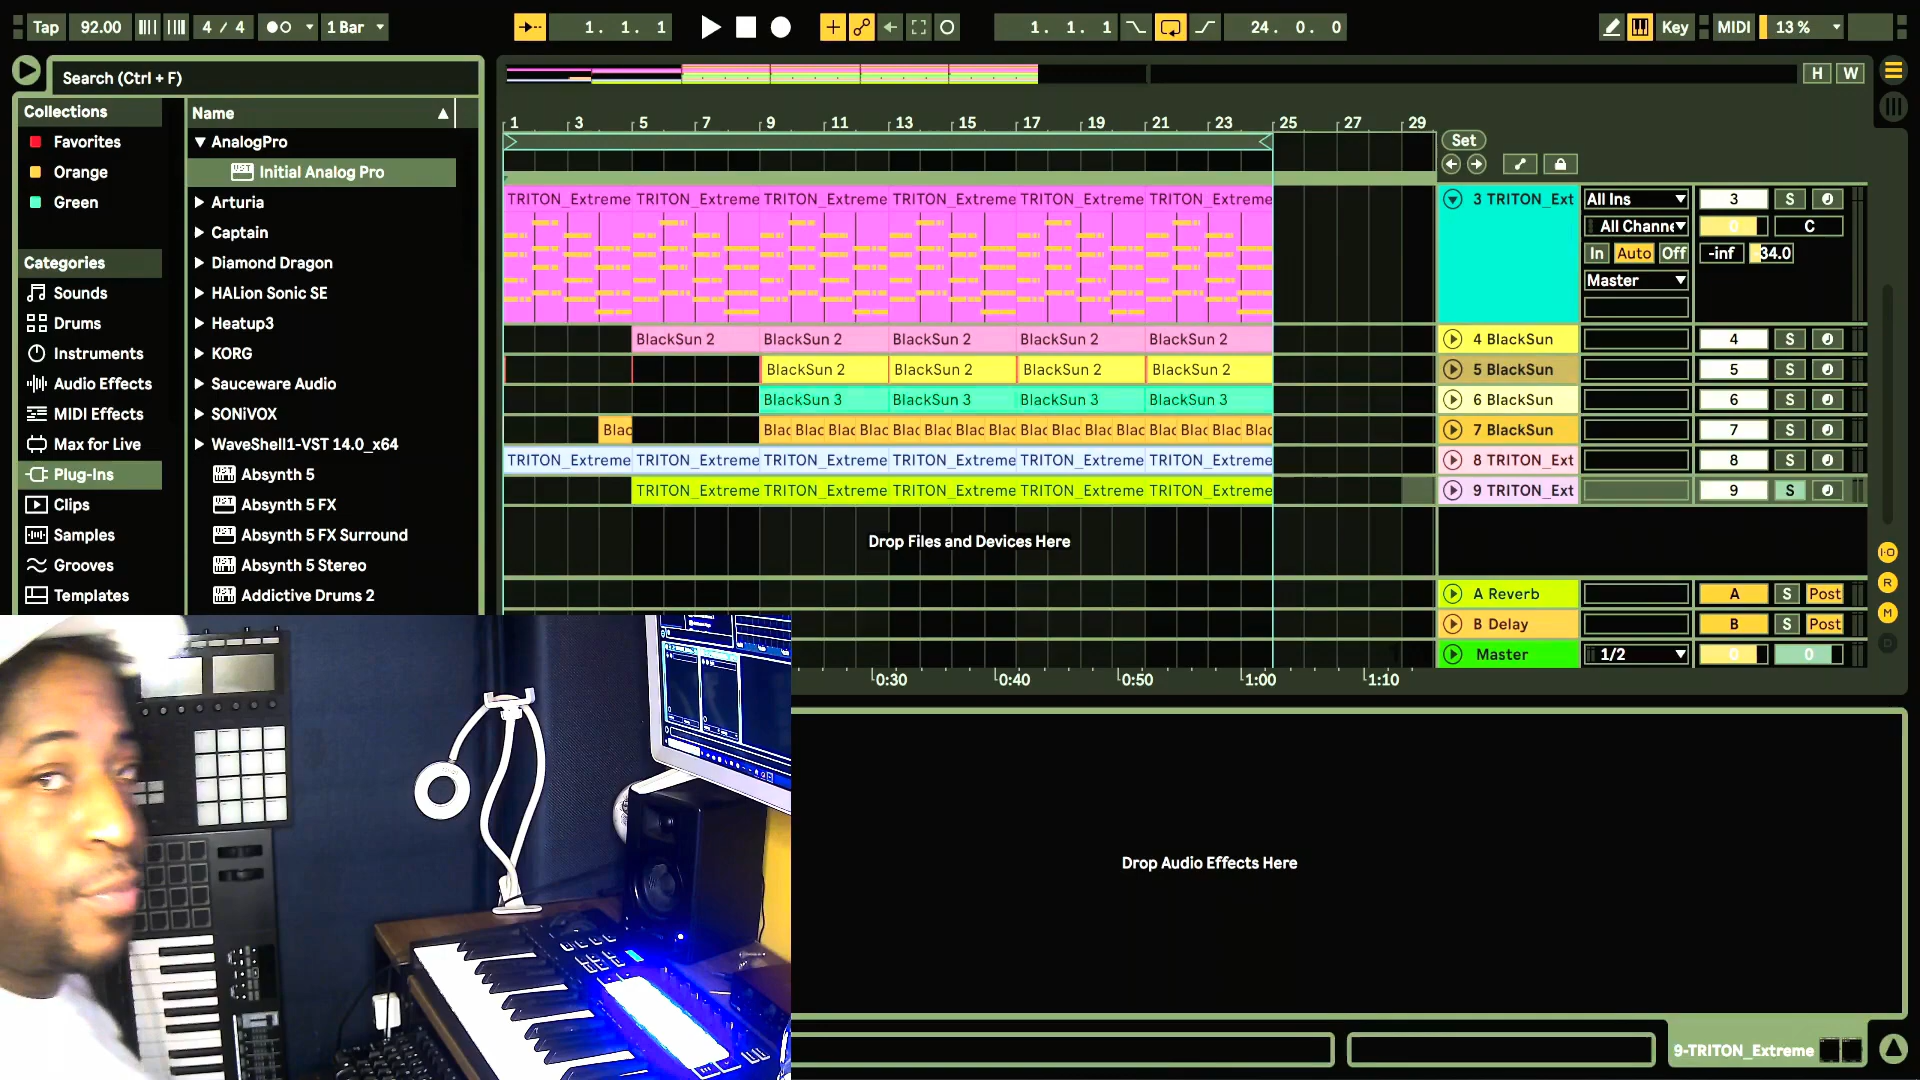 Tap 92.00 4 / 4 1 Bar 1. 1. 1 1. 1. 1 24. 0. 0 Key MIDI 13 %
Search (Ctrl + F)
H W
Collections
Favorites
Orange
Green
Categories
Sounds
Drums
Instruments
Audio Effects
MIDI Effects
Max for Live
Plug-Ins
Clips
Samples
Grooves
Templates
Name
AnalogPro
Initial Analog Pro
Arturia
Captain
Diamond Dragon
HALion Sonic SE
Heatup3
KORG
Sauceware Audio
SONiVOX
WaveShell1-VST 14.0_x64
Absynth 5
Absynth 5 FX
Absynth 5 FX Surround
Absynth 5 Stereo
Addictive Drums 2
1 3 5 7 9 11 13 15 17 19 21 23 25 27 29
Set
TRITON_Extreme TRITON_Extreme TRITON_Extreme TRITON_Extreme TRITON_Extreme TRITON_Extreme
3 TRITON_Ext All Ins 3 S
All Channe 0 C
In Auto Off -inf -34.0
Master
BlackSun 2 BlackSun 2 BlackSun 2 BlackSun 2 BlackSun 2 4 BlackSun 4 S
BlackSun 2 BlackSun 2 BlackSun 2 BlackSun 2 5 BlackSun 5 S
BlackSun 3 BlackSun 3 BlackSun 3 BlackSun 3 6 BlackSun 6 S
Blac Blac Blac Blac Blac Blac Blac Blac Blac Blac Blac Blac Blac Blac Blac Blac Blac 7 BlackSun 7 S
TRITON_Extreme TRITON_Extreme TRITON_Extreme TRITON_Extreme TRITON_Extreme TRITON_Extreme 8 TRITON_Ext 8 S
TRITON_Extreme TRITON_Extreme TRITON_Extreme TRITON_Extreme TRITON_Extreme 9 TRITON_Ext 9 S
Drop Files and Devices Here
I·O
R
M
D
A Reverb A S Post
B Delay B S Post
Master 1/2 0 0
0:30 0:40 0:50 1:00 1:10
Drop Audio Effects Here
9-TRITON_Extreme